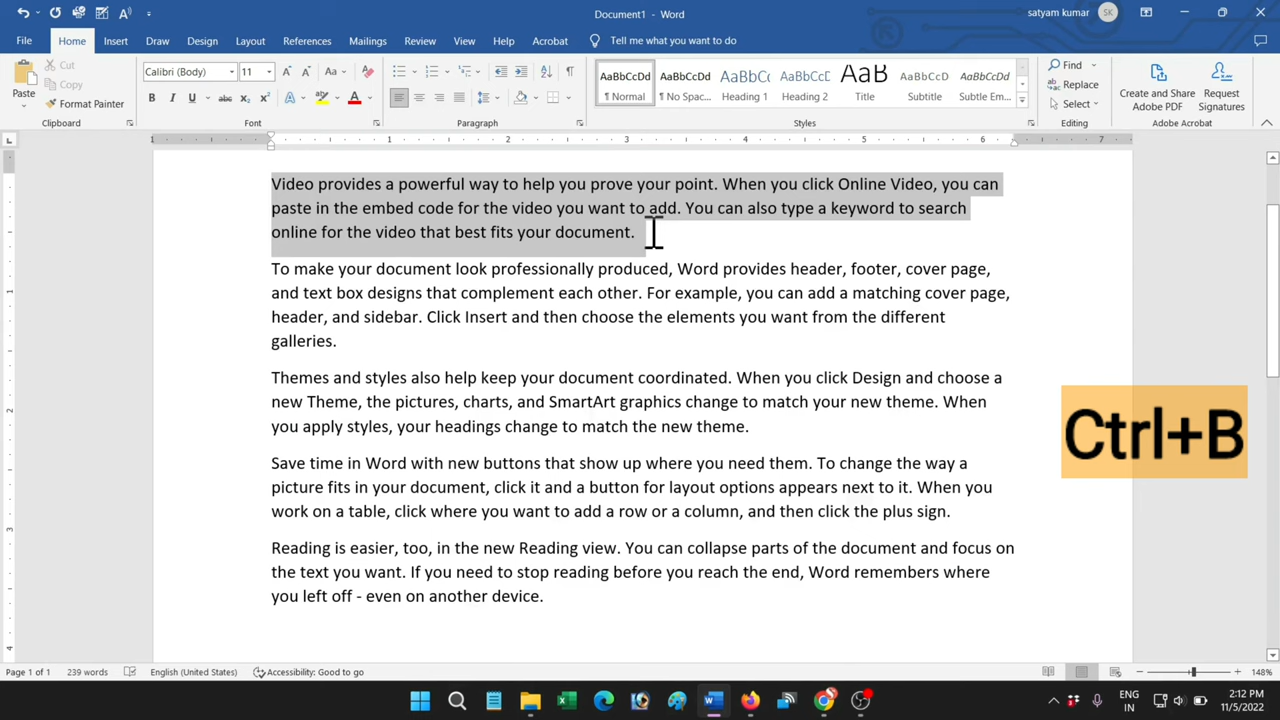 Document1 - Word
satyam kumar SK
File Home Insert Draw Design Layout References Mailings Review View Help Acrobat Tell me what you want to do
Paste
Cut
Copy
Format Painter
Clipboard
Calibri (Body) 11
Font
Paragraph
AaBbCcDd AaBbCcDd AaBbCc AaBbCcD AaB AaBbCcDd AaBbCcDd
¶ Normal ¶ No Spac... Heading 1 Heading 2 Title Subtitle Subtle Em...
Styles
Find
Replace
Select
Editing
Create and Share Adobe PDF
Request Signatures
Adobe Acrobat
1 1 2 3 4 5 6 7
Video provides a powerful way to help you prove your point. When you click Online Video, you can
paste in the embed code for the video you want to add. You can also type a keyword to search
online for the video that best fits your document.
To make your document look professionally produced, Word provides header, footer, cover page,
and text box designs that complement each other. For example, you can add a matching cover page,
header, and sidebar. Click Insert and then choose the elements you want from the different
galleries.
Themes and styles also help keep your document coordinated. When you click Design and choose a
new Theme, the pictures, charts, and SmartArt graphics change to match your new theme. When
you apply styles, your headings change to match the new theme.
Ctrl+B
Save time in Word with new buttons that show up where you need them. To change the way a
picture fits in your document, click it and a button for layout options appears next to it. When you
work on a table, click where you want to add a row or a column, and then click the plus sign.
Reading is easier, too, in the new Reading view. You can collapse parts of the document and focus on
the text you want. If you need to stop reading before you reach the end, Word remembers where
you left off - even on another device.
Page 1 of 1 239 words English (United States) Accessibility: Good to go 148%
ENG
IN
2:12 PM
11/5/2022